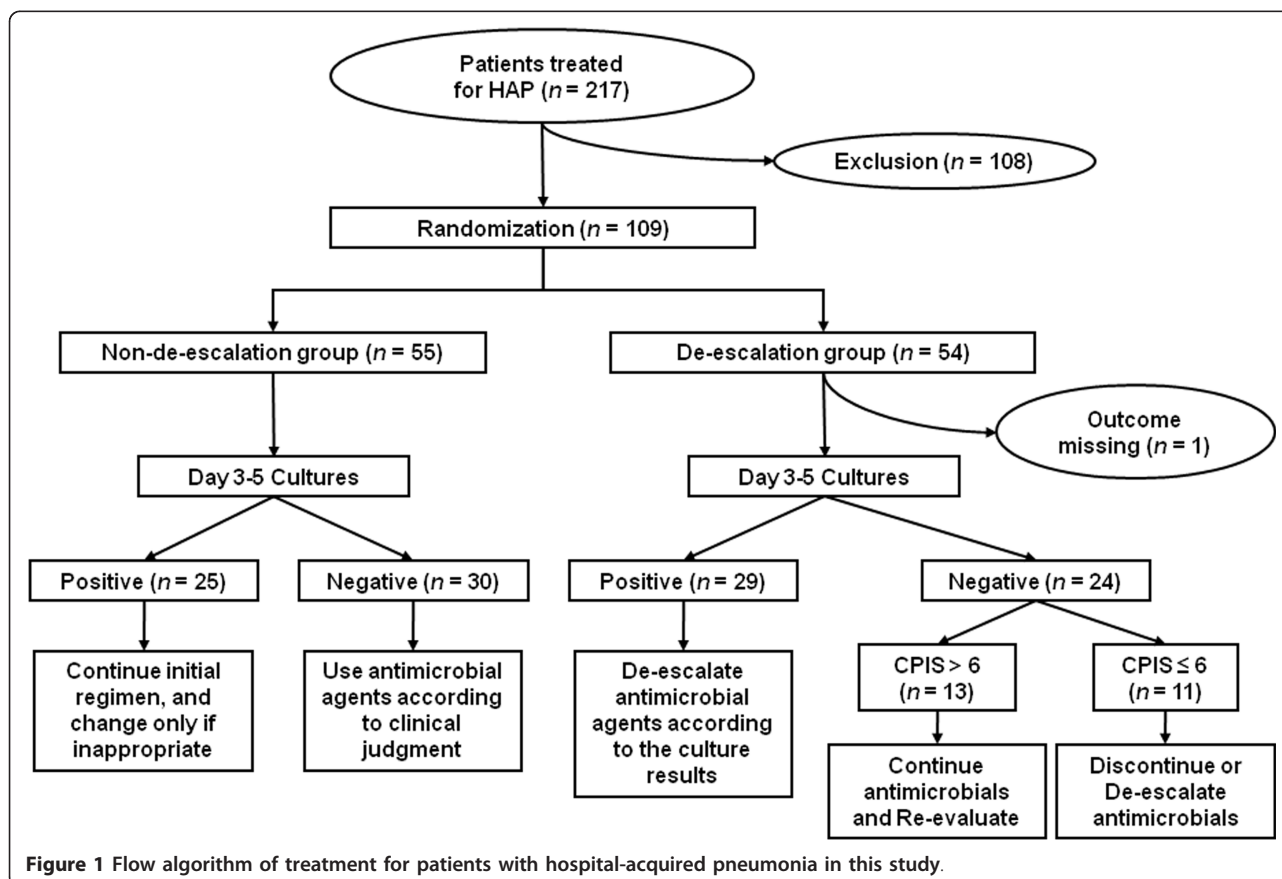 Patients treated
for HAP (n = 217)
Exclusion (n = 108)
Randomization (n = 109)
Non-de-escalation group (n = 55)
De-escalation group (n = 54)
Outcome
missing (n = 1)
Day 3-5 Cultures
Day 3-5 Cultures
Positive (n = 25)
Negative (n = 30)
Positive (n = 29)
Negative (n = 24)
Continue initial
regimen, and
change only if
inappropriate
Use antimicrobial
agents according
to clinical
judgment
De-escalate
antimicrobial
agents according
to the culture
results
CPIS > 6
(n = 13)
CPIS ≤ 6
(n = 11)
Continue
antimicrobials
and Re-evaluate
Discontinue or
De-escalate
antimicrobials
Figure 1 Flow algorithm of treatment for patients with hospital-acquired pneumonia in this study.